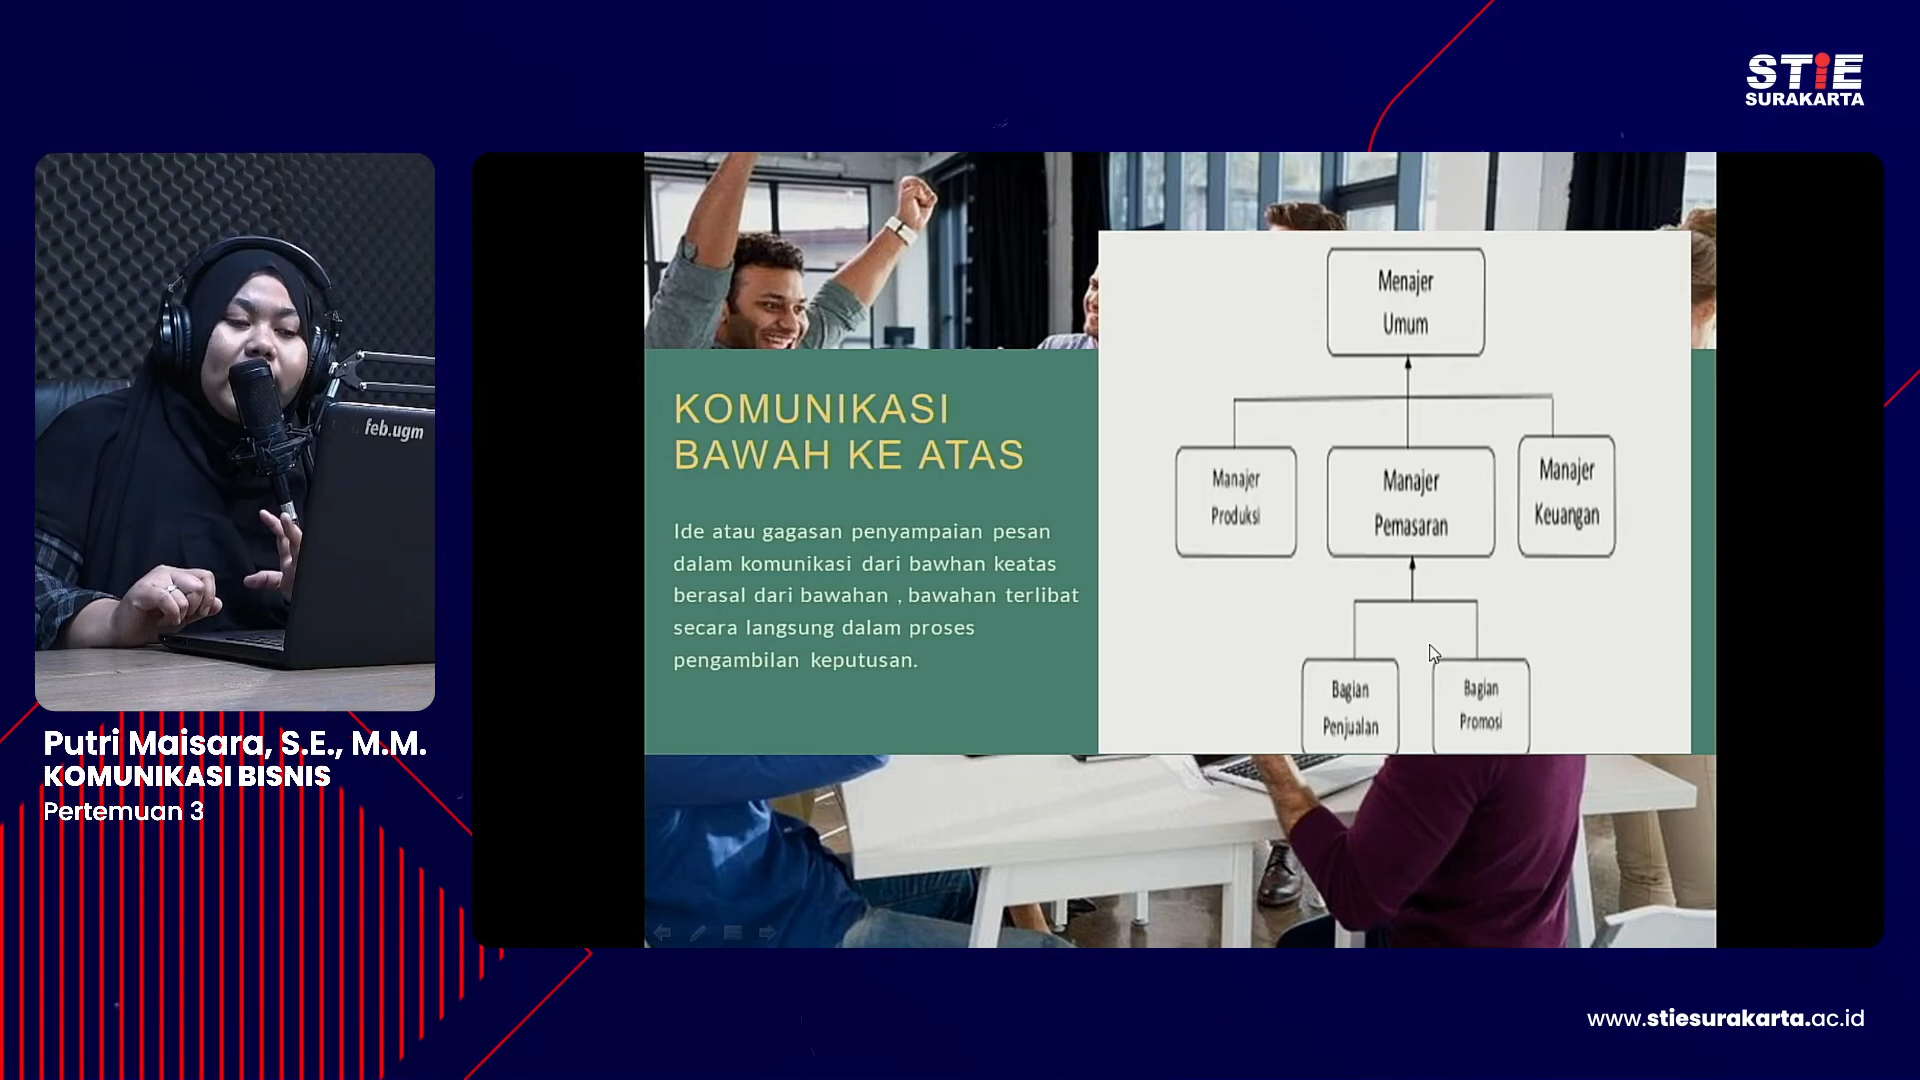 STiE
SURAKARTA
feb.ugm
Putri Maisara, S.E., M.M.
KOMUNIKASI BISNIS
Pertemuan 3
KOMUNIKASI
BAWAH KE ATAS
Ide atau gagasan penyampaian pesan
dalam komunikasi dari bawhan keatas
berasal dari bawahan , bawahan terlibat
secara langsung dalam proses
pengambilan keputusan.
Menajer
Umum
Manajer
Produksi
Manajer
Pemasaran
Manajer
Keuangan
Bagian
Penjualan
Bagian
Promosi
www.stiesurakarta.ac.id